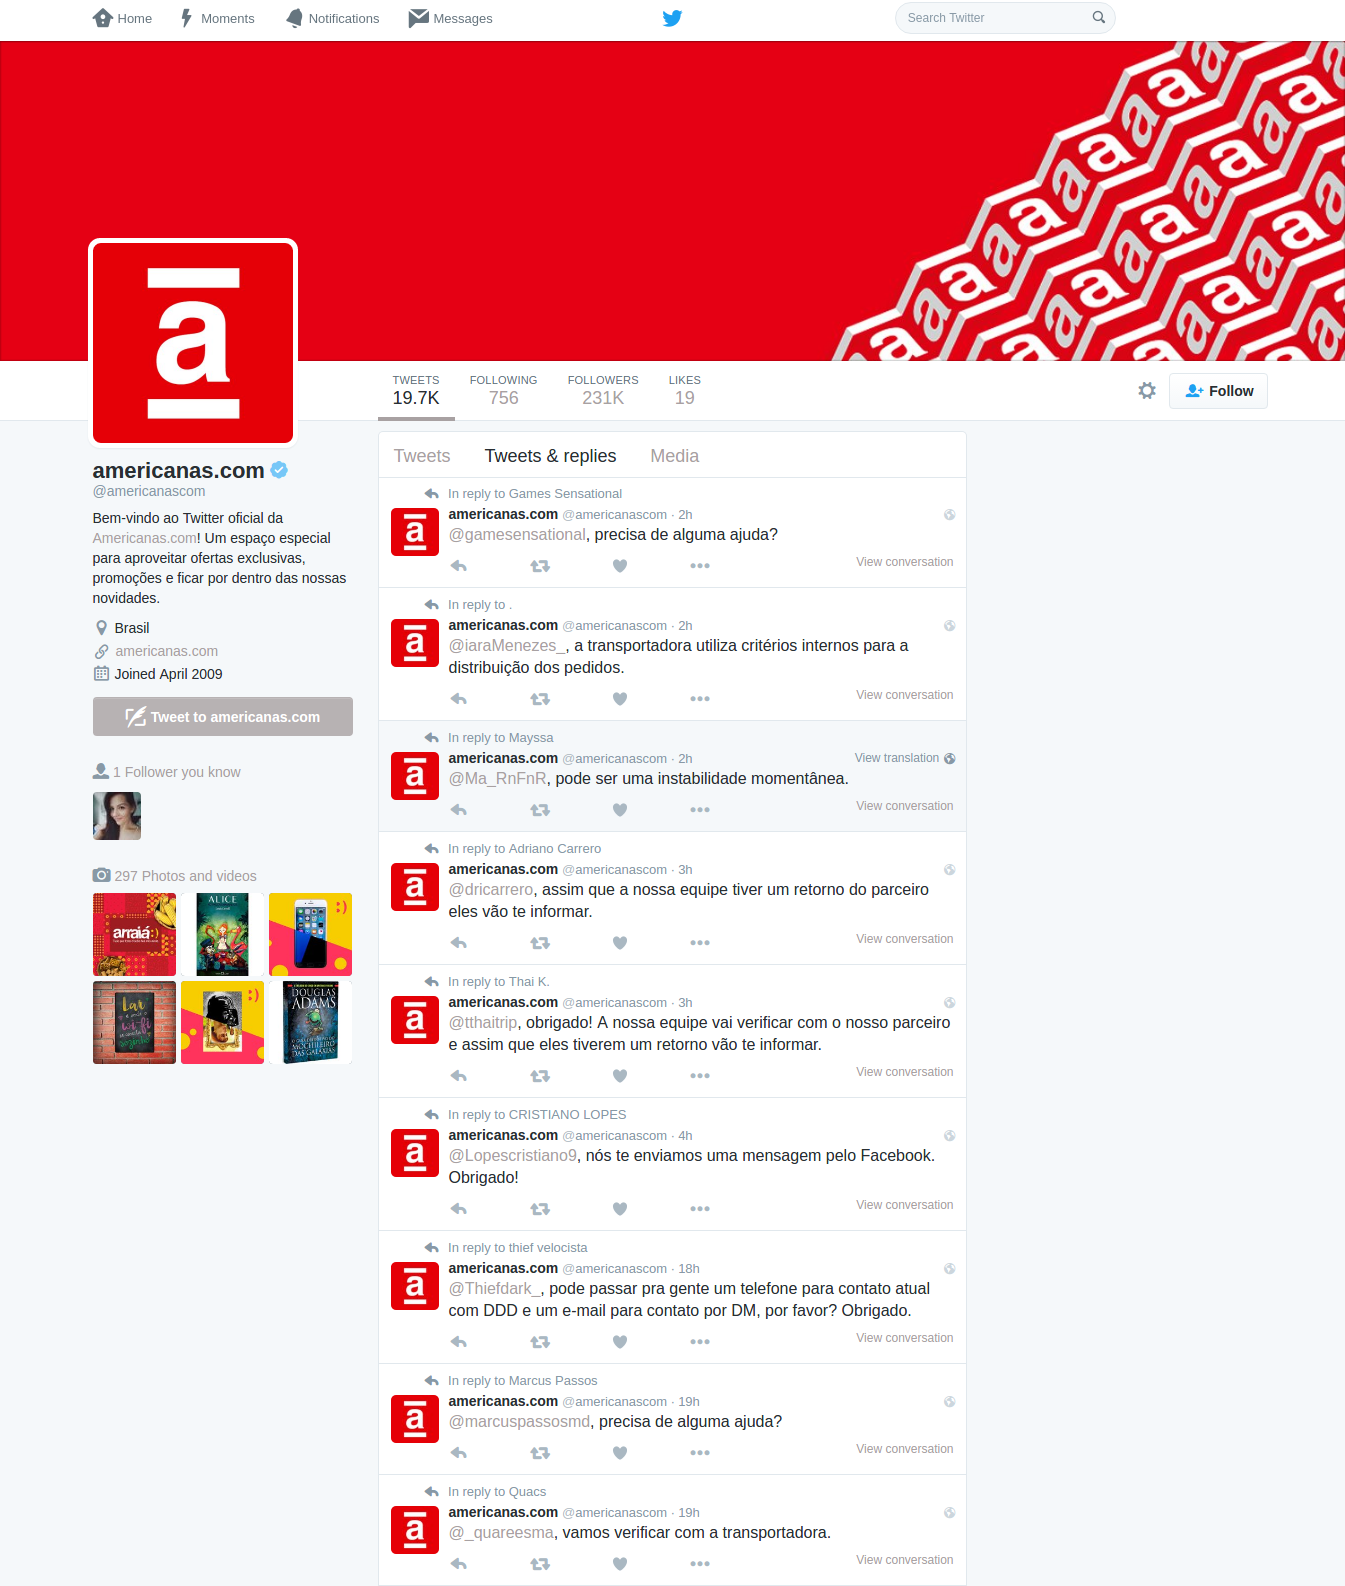 Home
Moments
Notifications
Messages
Search Twitter
a
TWEETS
19.7K
FOLLOWING
756
FOLLOWERS
231K
LIKES
19
Follow
americanas.com
@americanascom
Bem-vindo ao Twitter oficial da
Americanas.com! Um espaço especial
para aproveitar ofertas exclusivas,
promoções e ficar por dentro das nossas
novidades.
Brasil
americanas.com
Joined April 2009
Tweet to americanas.com
1 Follower you know
297 Photos and videos
arraiá:)
ALICE
:)
Lar
:)
DOUGLAS
ADAMS
MOCHILEIRO
DAS GALÁXIAS
Tweets
Tweets & replies
Media
In reply to Games Sensational
americanas.com @americanascom · 2h
@gamesensational, precisa de alguma ajuda?
View conversation
In reply to .
americanas.com @americanascom · 2h
@iaraMenezes_, a transportadora utiliza critérios internos para a
distribuição dos pedidos.
View conversation
In reply to Mayssa
americanas.com @americanascom · 2h
View translation
@Ma_RnFnR, pode ser uma instabilidade momentânea.
View conversation
In reply to Adriano Carrero
americanas.com @americanascom · 3h
@dricarrero, assim que a nossa equipe tiver um retorno do parceiro
eles vão te informar.
View conversation
In reply to Thai K.
americanas.com @americanascom · 3h
@tthaitrip, obrigado! A nossa equipe vai verificar com o nosso parceiro
e assim que eles tiverem um retorno vão te informar.
View conversation
In reply to CRISTIANO LOPES
americanas.com @americanascom · 4h
@Lopescristiano9, nós te enviamos uma mensagem pelo Facebook.
Obrigado!
View conversation
In reply to thief velocista
americanas.com @americanascom · 18h
@Thiefdark_, pode passar pra gente um telefone para contato atual
com DDD e um e-mail para contato por DM, por favor? Obrigado.
View conversation
In reply to Marcus Passos
americanas.com @americanascom · 19h
@marcuspassosmd, precisa de alguma ajuda?
View conversation
In reply to Quacs
americanas.com @americanascom · 19h
@_quareesma, vamos verificar com a transportadora.
View conversation